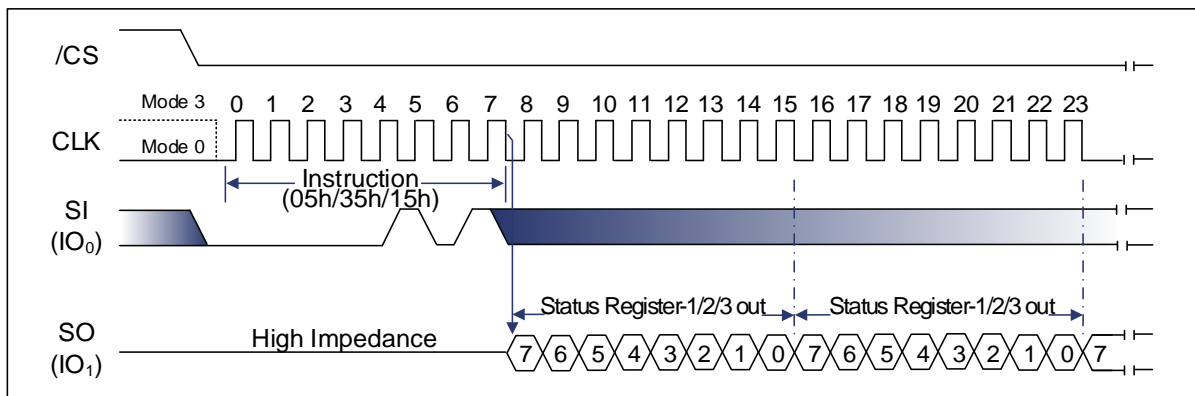 /CS
Mode 3 0 1 2 3 4 5 6 7 8 9 10 11 12 13 14 15 16 17 18 19 20 21 22 23
CLK Mode 0
Instruction
(05h/35h/15h)
SI
(IO₀)
Status Register-1/2/3 out Status Register-1/2/3 out
SO High Impedance 7 6 5 4 3 2 1 0 7 6 5 4 3 2 1 0 7
(IO₁)